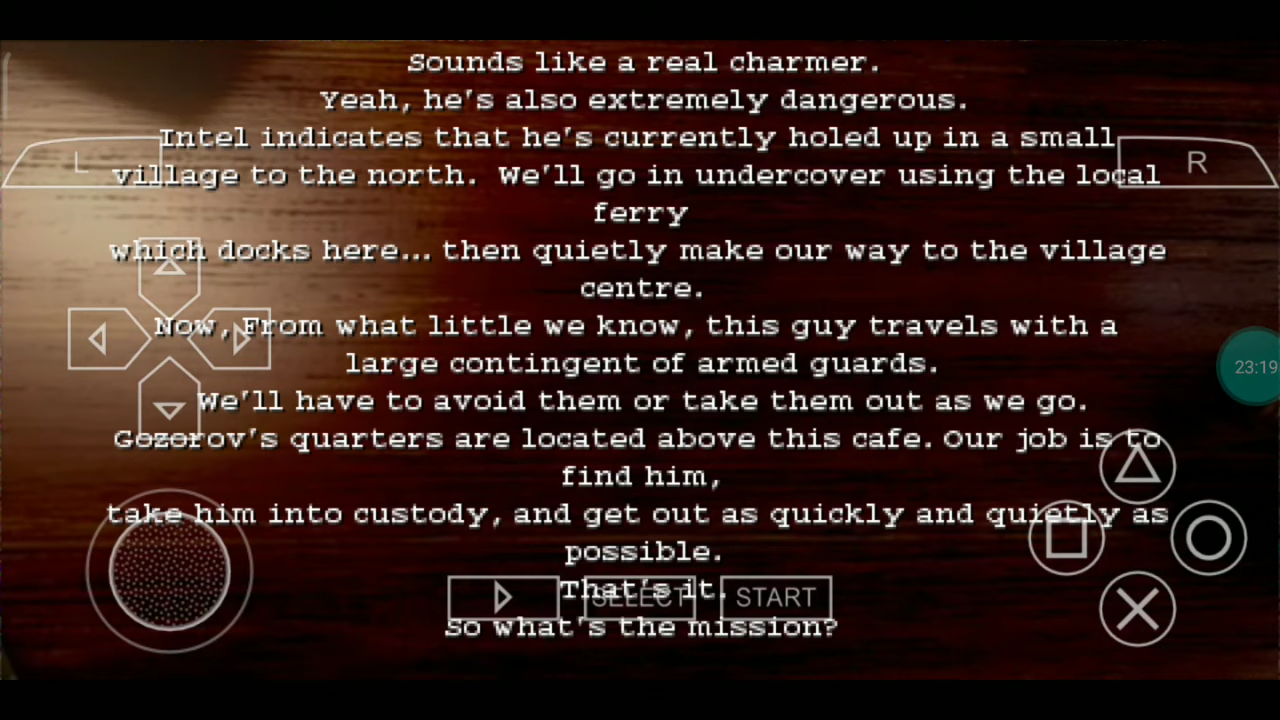 Sounds like a real charmer.
Yeah, he's also extremely dangerous.
Intel indicates that he's currently holed up in a small
L
R
village to the north. We'll go in undercover using the local
ferry
which docks here... then quietly make our way to the village
centre.
Now, From what little we know, this guy travels with a
large contingent of armed guards.
23:19
We'll have to avoid them or take them out as we go.
Gozorov's quarters are located above this cafe. Our job is to
find him,
take him into custody, and get out as quickly and quietly as
possible.
That's it.
SELECT
START
So what's the mission?